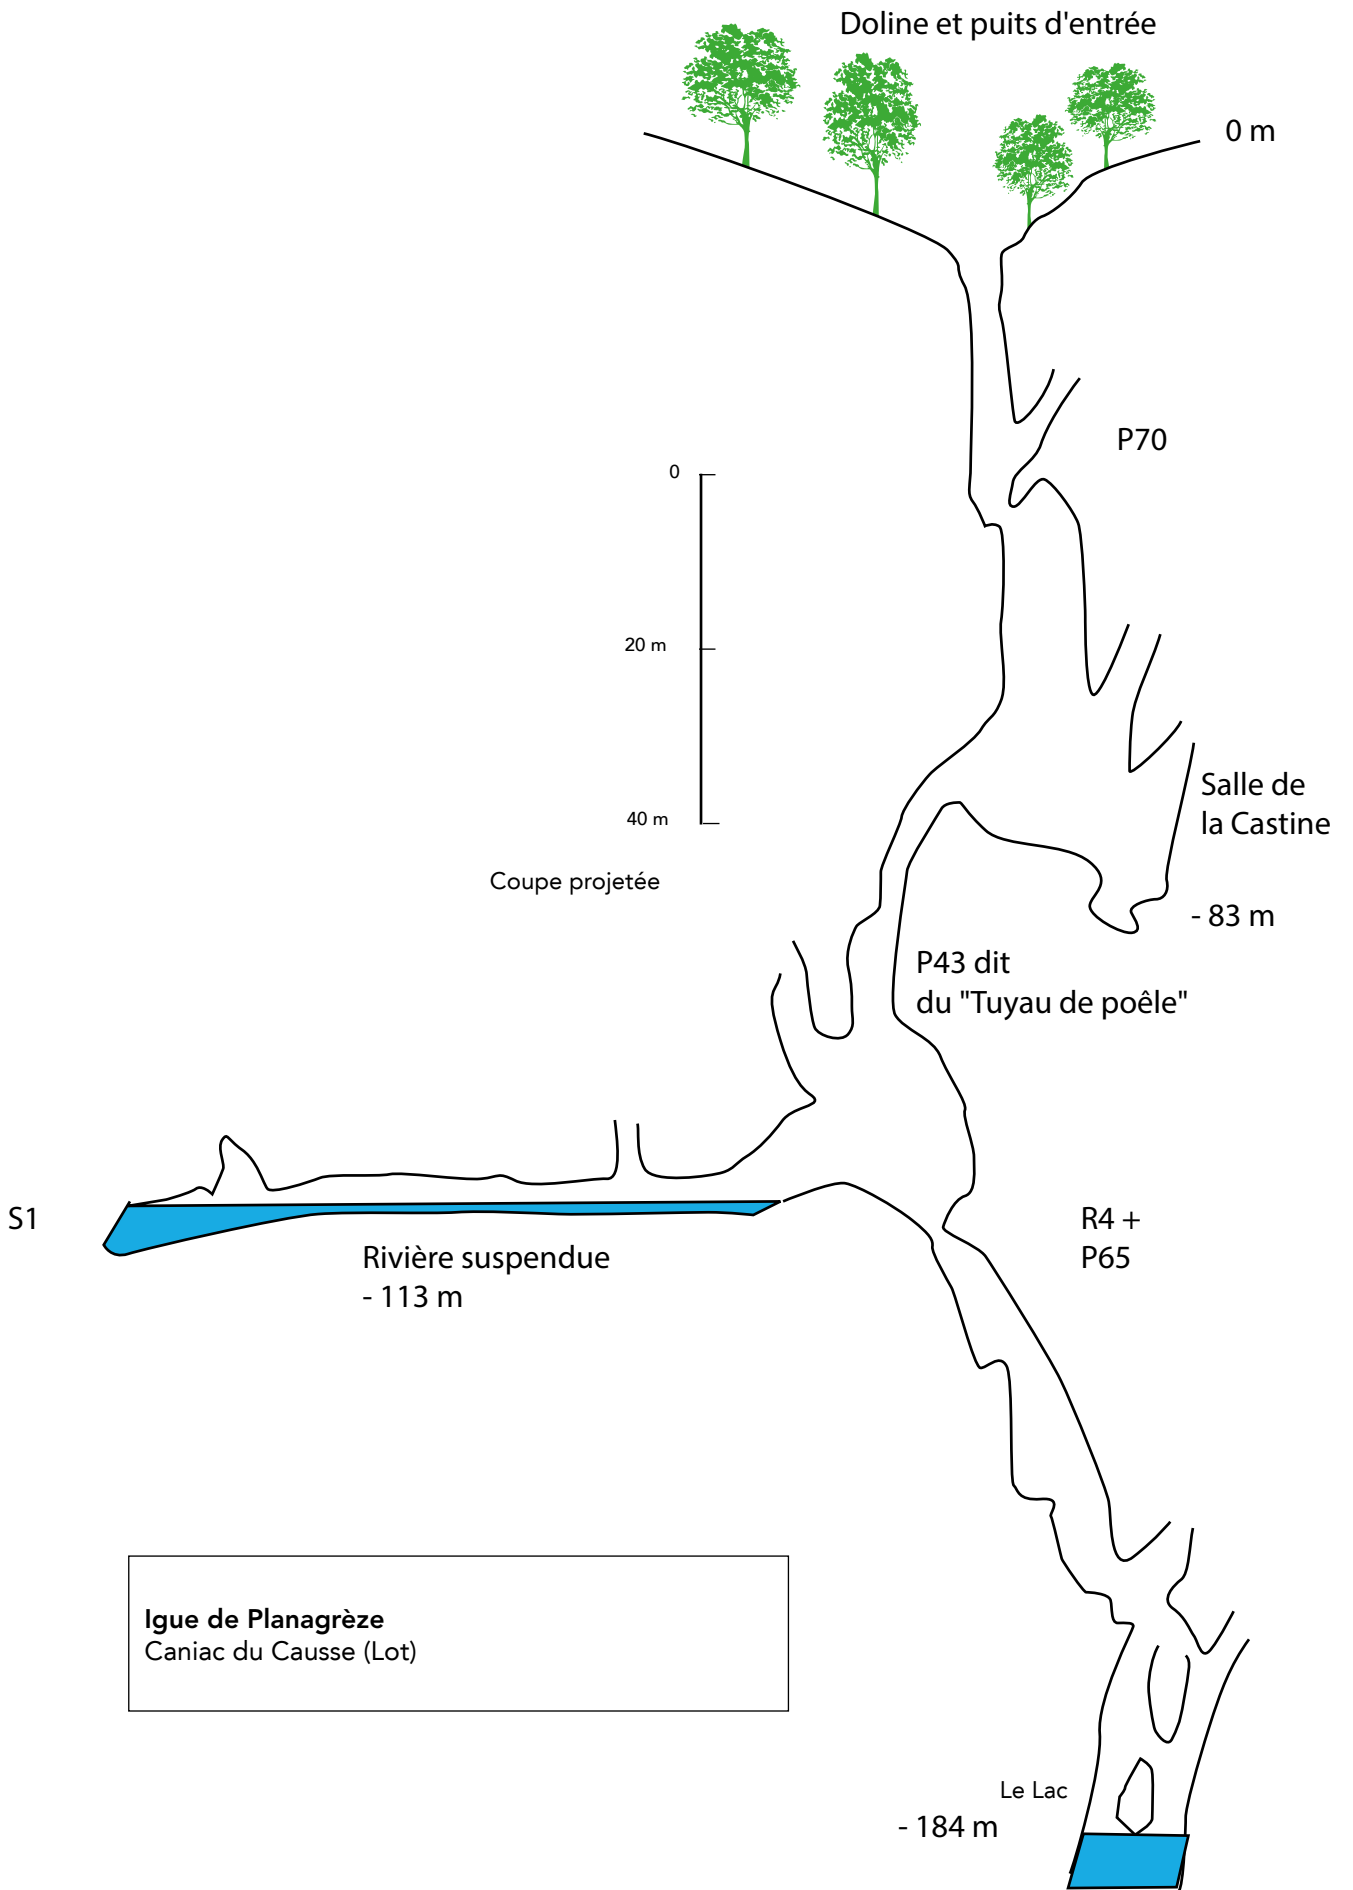 Doline et puits d'entrée
0 m
P70
0
20 m
40 m
Coupe projetée
Salle de
la Castine
- 83 m
P43 dit
du "Tuyau de poêle"
S1
Rivière suspendue
- 113 m
R4 +
P65
Igue de Planagrèze
Caniac du Causse (Lot)
Le Lac
- 184 m